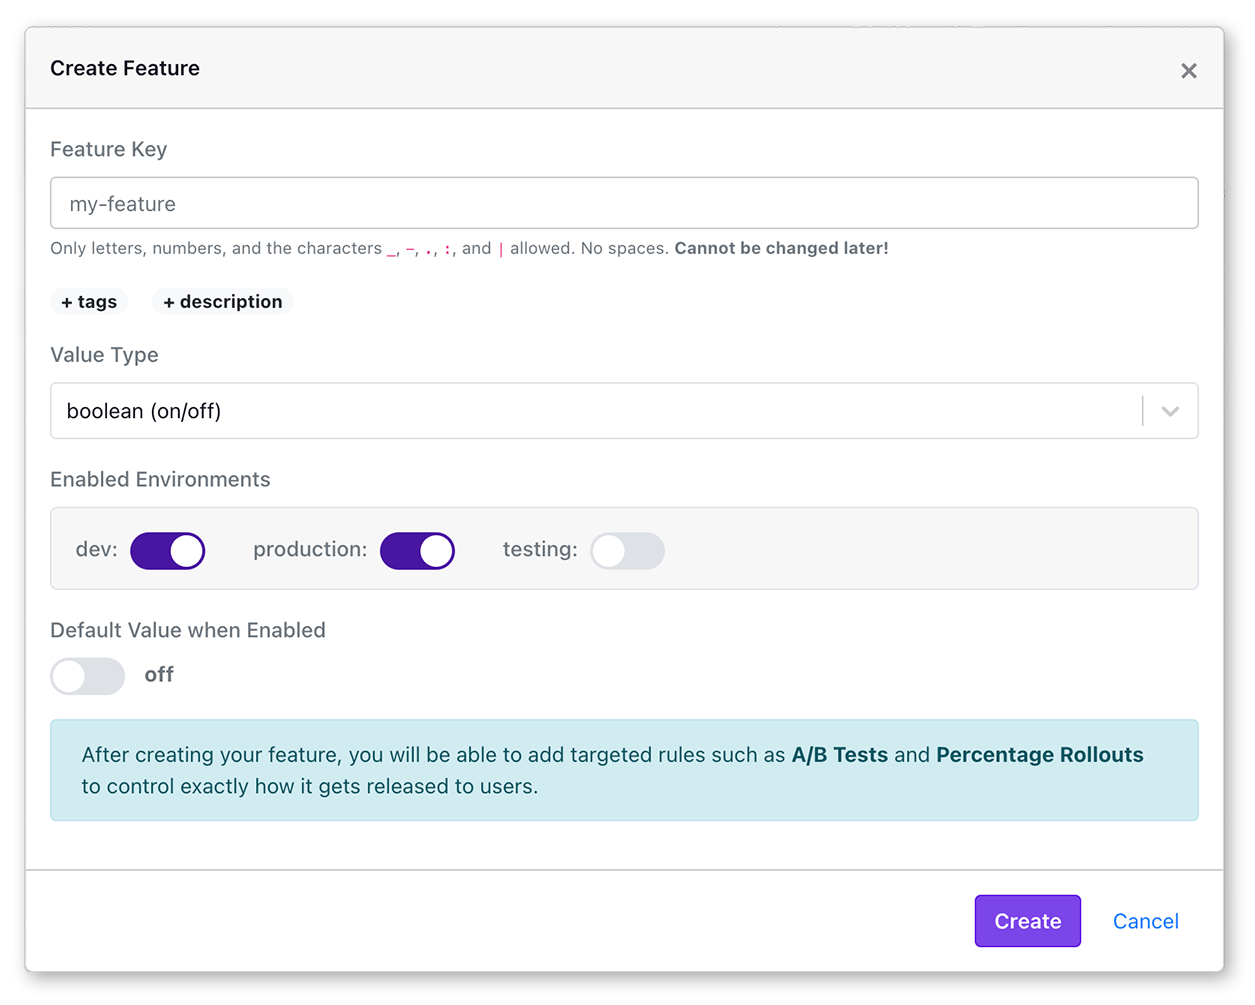 Create Feature
×
Feature Key
my-feature
Only letters, numbers, and the characters _, -, ., :, and | allowed. No spaces. Cannot be changed later!
+ tags + description
Value Type
boolean (on/off)
Enabled Environments
dev: production: testing:
Default Value when Enabled
off
After creating your feature, you will be able to add targeted rules such as A/B Tests and Percentage Rollouts
to control exactly how it gets released to users.
Create Cancel